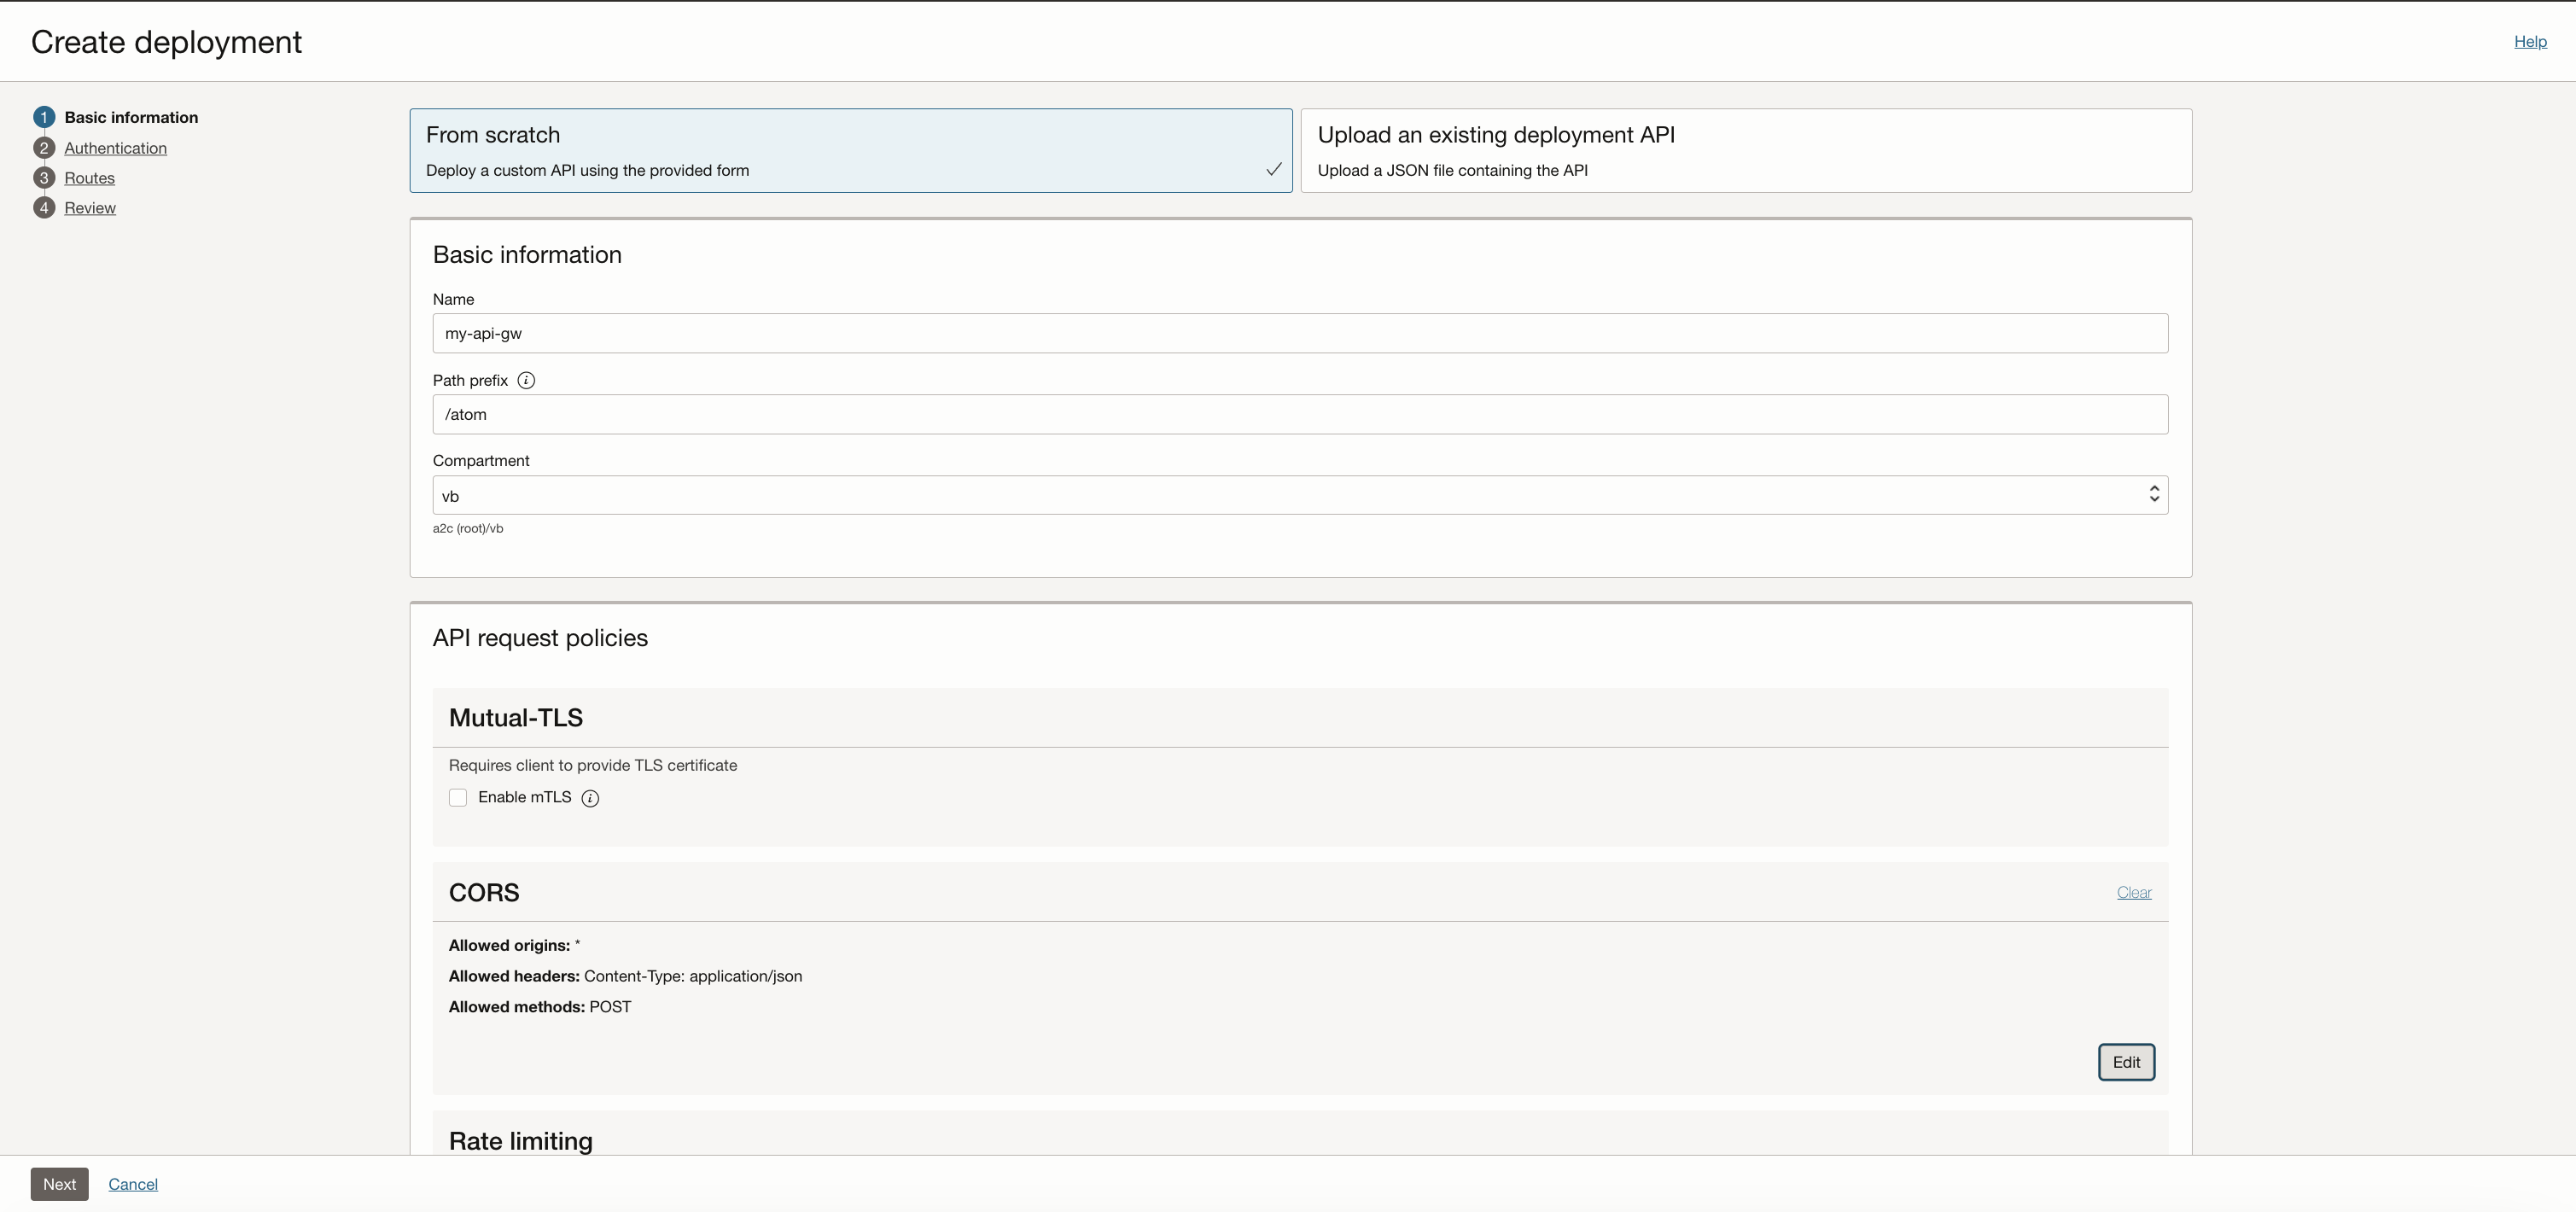 Create deployment
Help
1 Basic information
2 Authentication
3 Routes
4 Review
From scratch
Deploy a custom API using the provided form
Upload an existing deployment API
Upload a JSON file containing the API
Basic information
Name
my-api-gw
Path prefix i
/atom
Compartment
vb
a2c (root)/vb
API request policies
Mutual-TLS
Requires client to provide TLS certificate
Enable mTLS i
CORS
Clear
Allowed origins: *
Allowed headers: Content-Type: application/json
Allowed methods: POST
Edit
Rate limiting
Next
Cancel